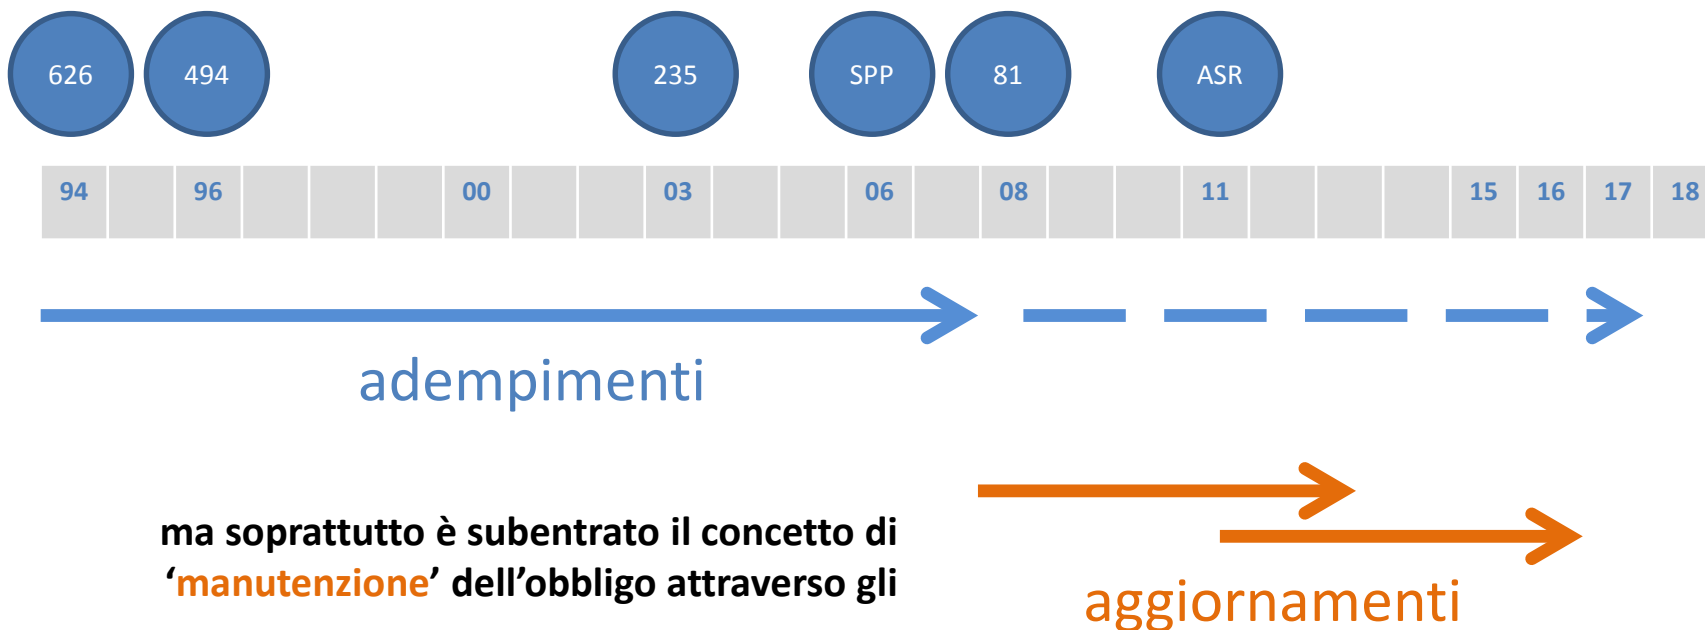 626 494 235 SPP 81 ASR
94 96 00 03 06 08 11 15 16 17 18
adempimenti
ma soprattutto è subentrato il concetto di
‘manutenzione’ dell’obbligo attraverso gli
aggiornamenti